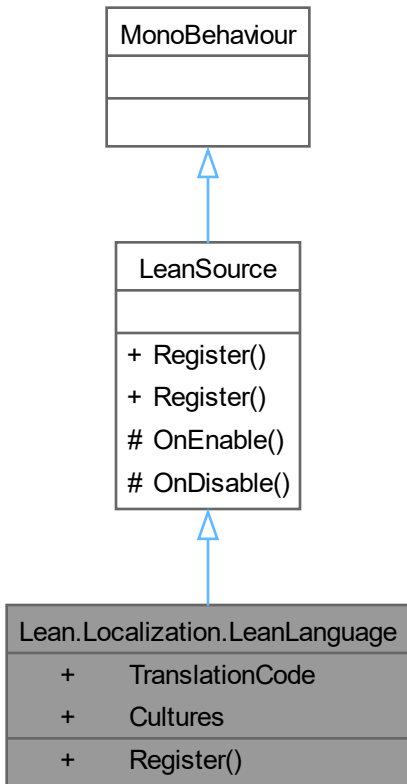 MonoBehaviour
LeanSource
+ Register()
+ Register()
# OnEnable()
# OnDisable()
Lean.Localization.LeanLanguage
+ TranslationCode
+ Cultures
+ Register()